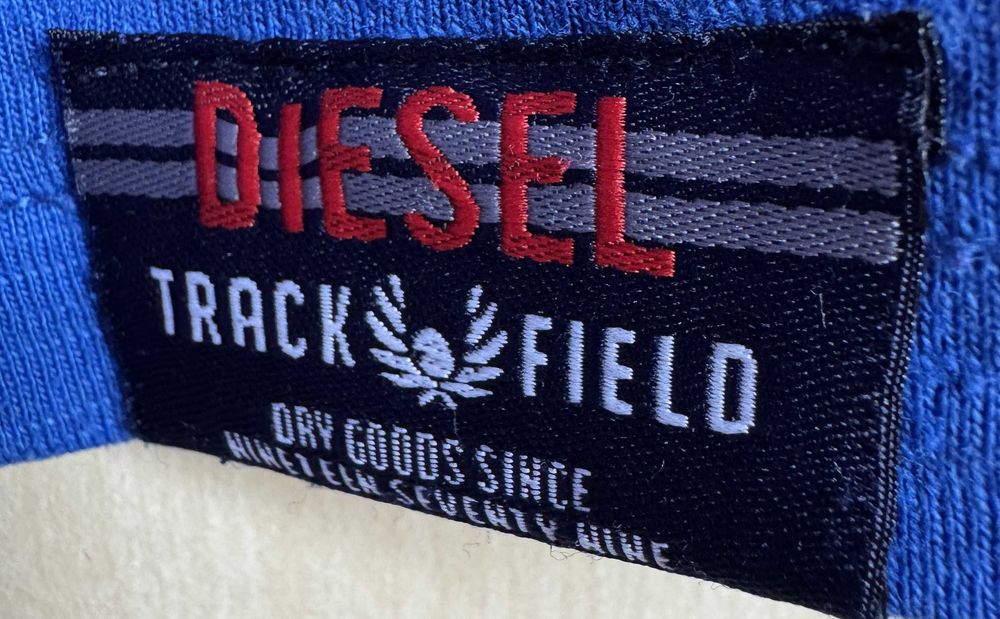 DIESEL
TRACK FIELD
DRY GOODS SINCE
NINETEEN SEVENTY NINE